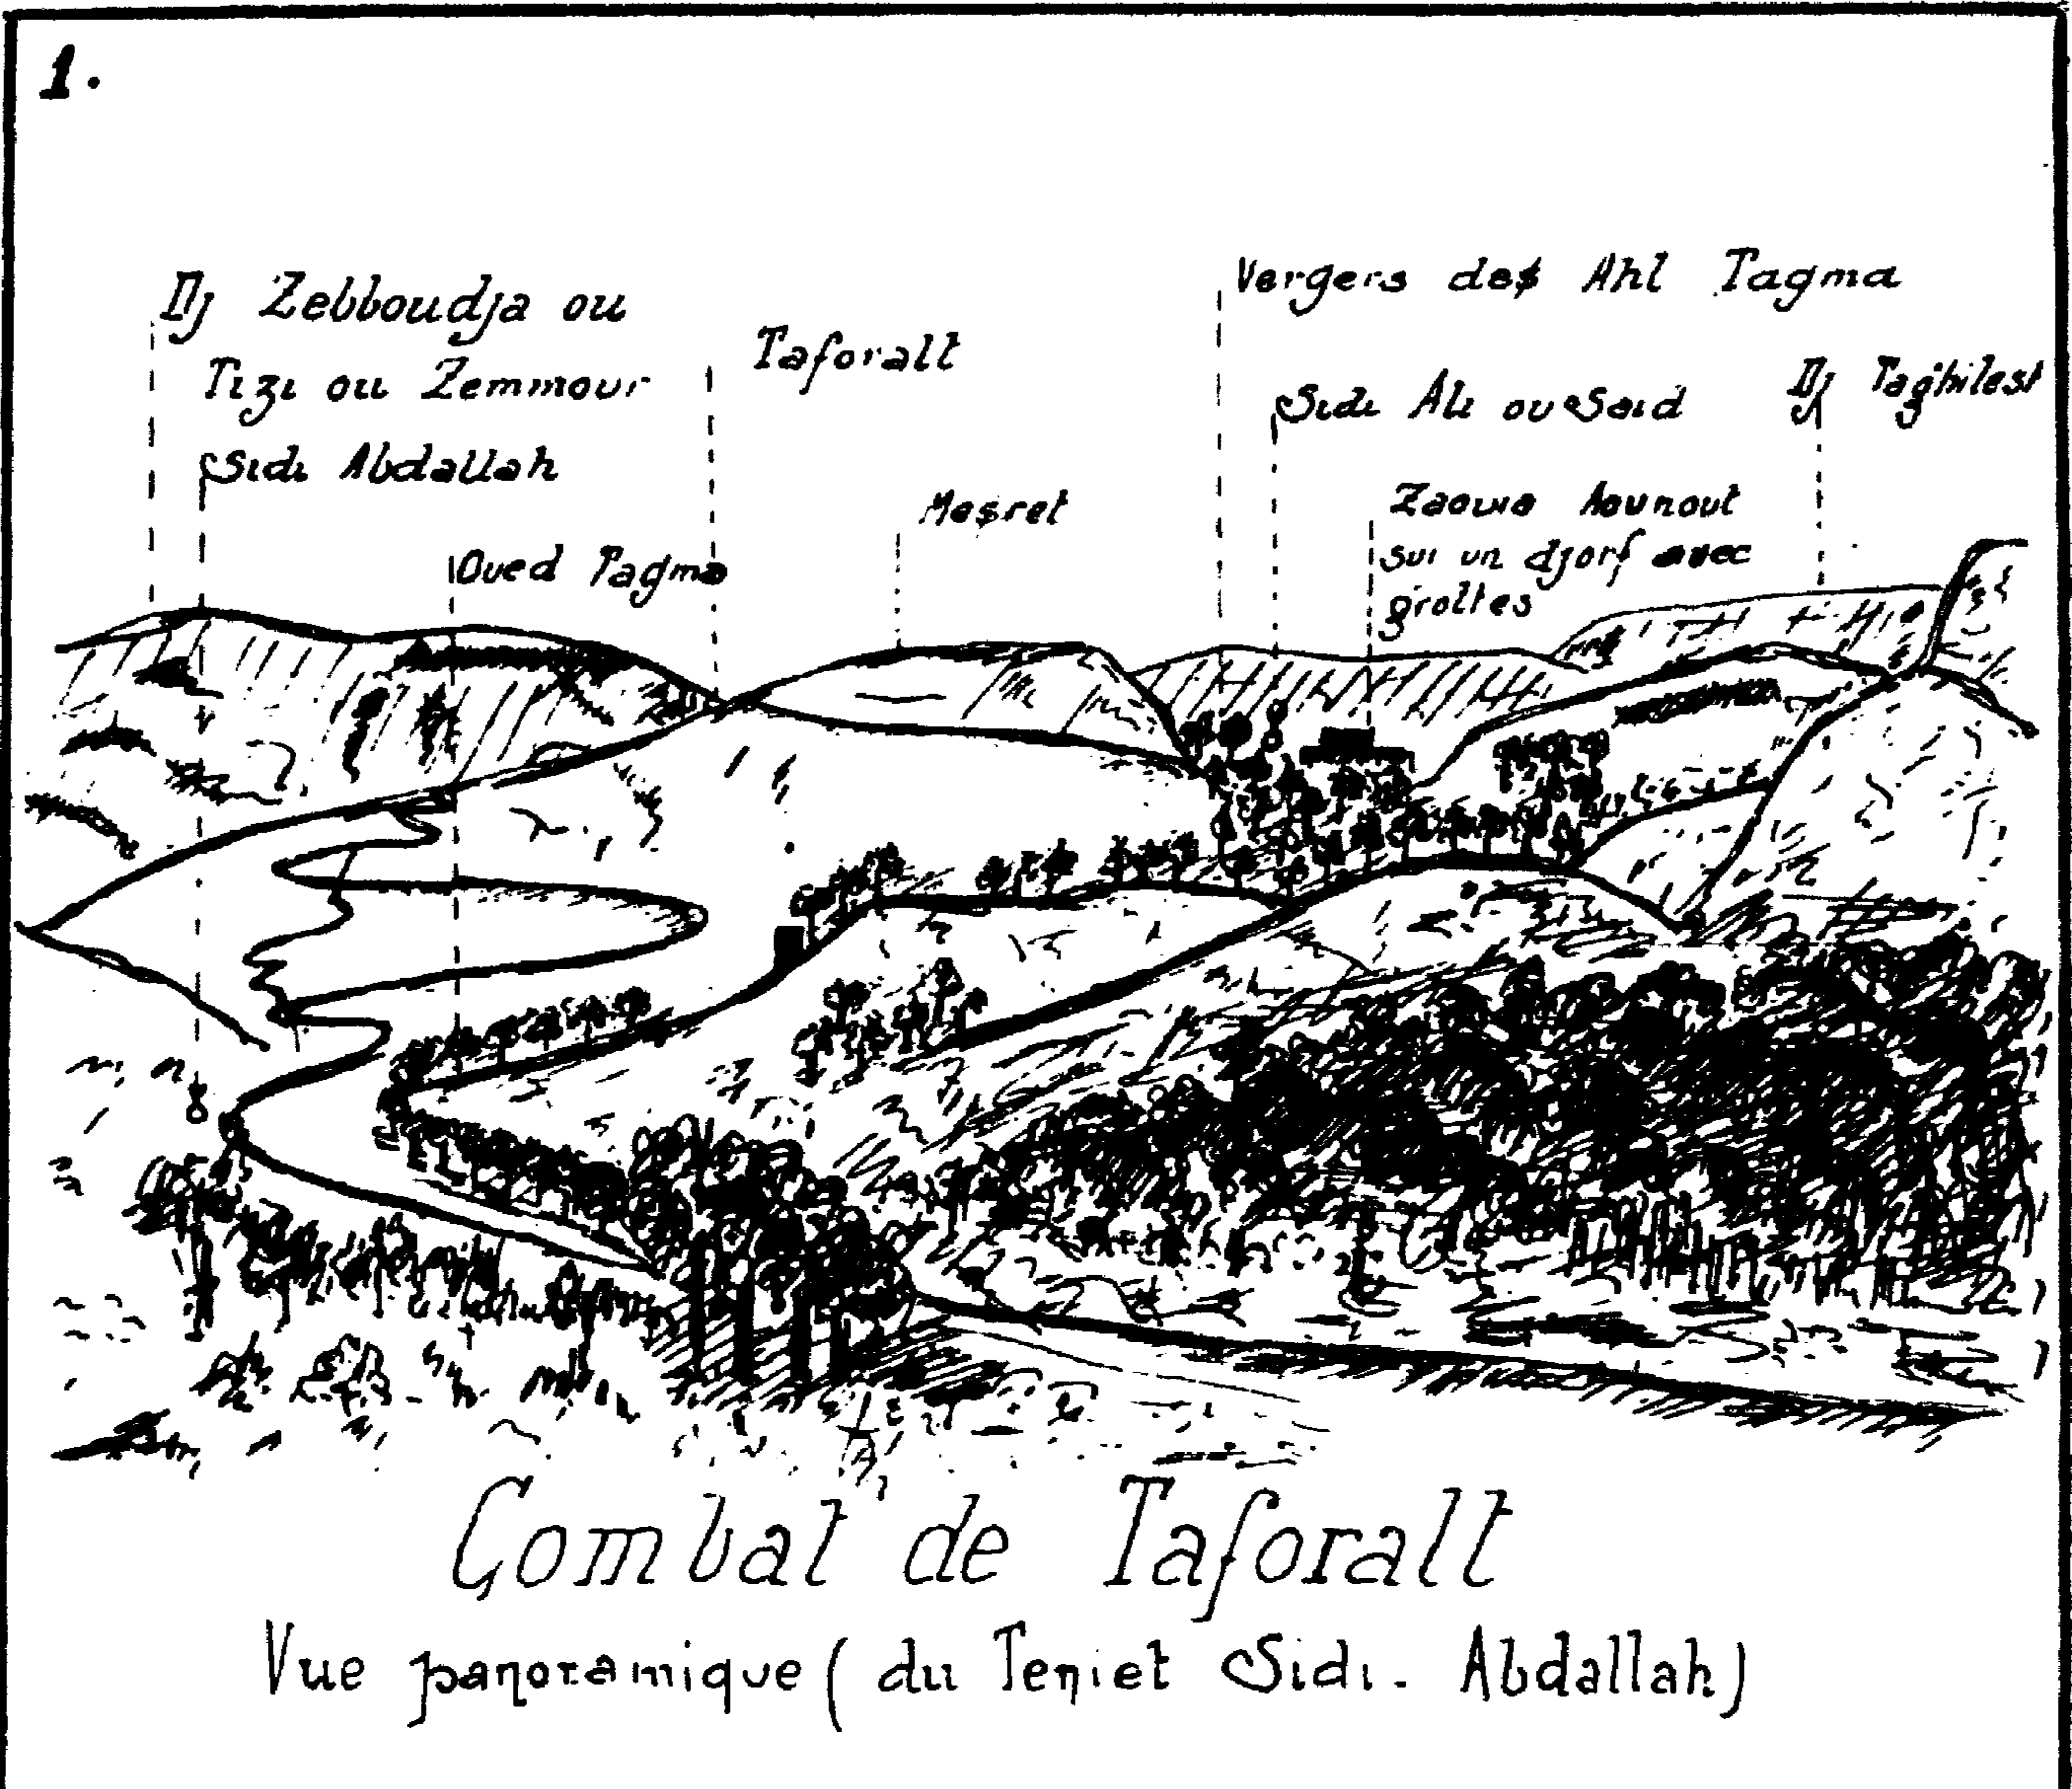 1.
Dj Zebboudja ou
Tizi ou Zemmour
Sidi Abdallah
Oued Tagma
Taforalt
Mesret
Vergers des Ahl Tagma
Sidi Ali ou Said
Zaouia Aounout
sur un djorf avec
grottes
Dj Taghilest
Combat de Taforalt
Vue panoramique (du Teniet Sidi. Abdallah)